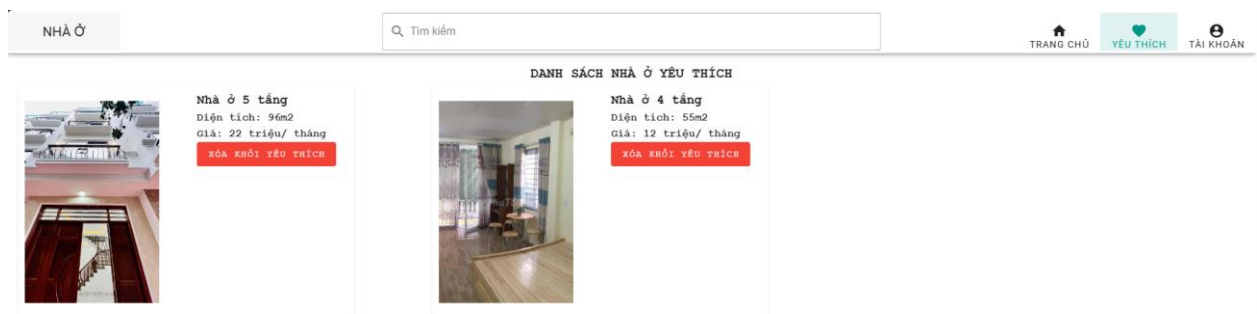 NHÀ Ở
Tìm kiếm
TRANG CHỦ
YÊU THÍCH
TÀI KHOẢN
DANH SÁCH NHÀ Ở YÊU THÍCH
Nhà ở 5 tầng
Diện tích: 96m2
Giá: 22 triệu/ tháng
XÓA KHỎI YÊU THÍCH
Nhà ở 4 tầng
Diện tích: 55m2
Giá: 12 triệu/ tháng
XÓA KHỎI YÊU THÍCH